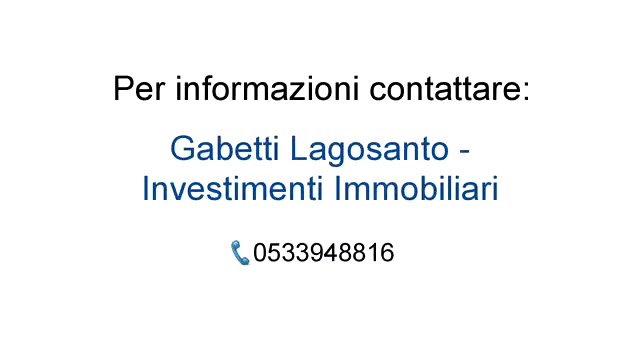 Per informazioni contattare:
Gabetti Lagosanto -
Investimenti Immobiliari
0533948816